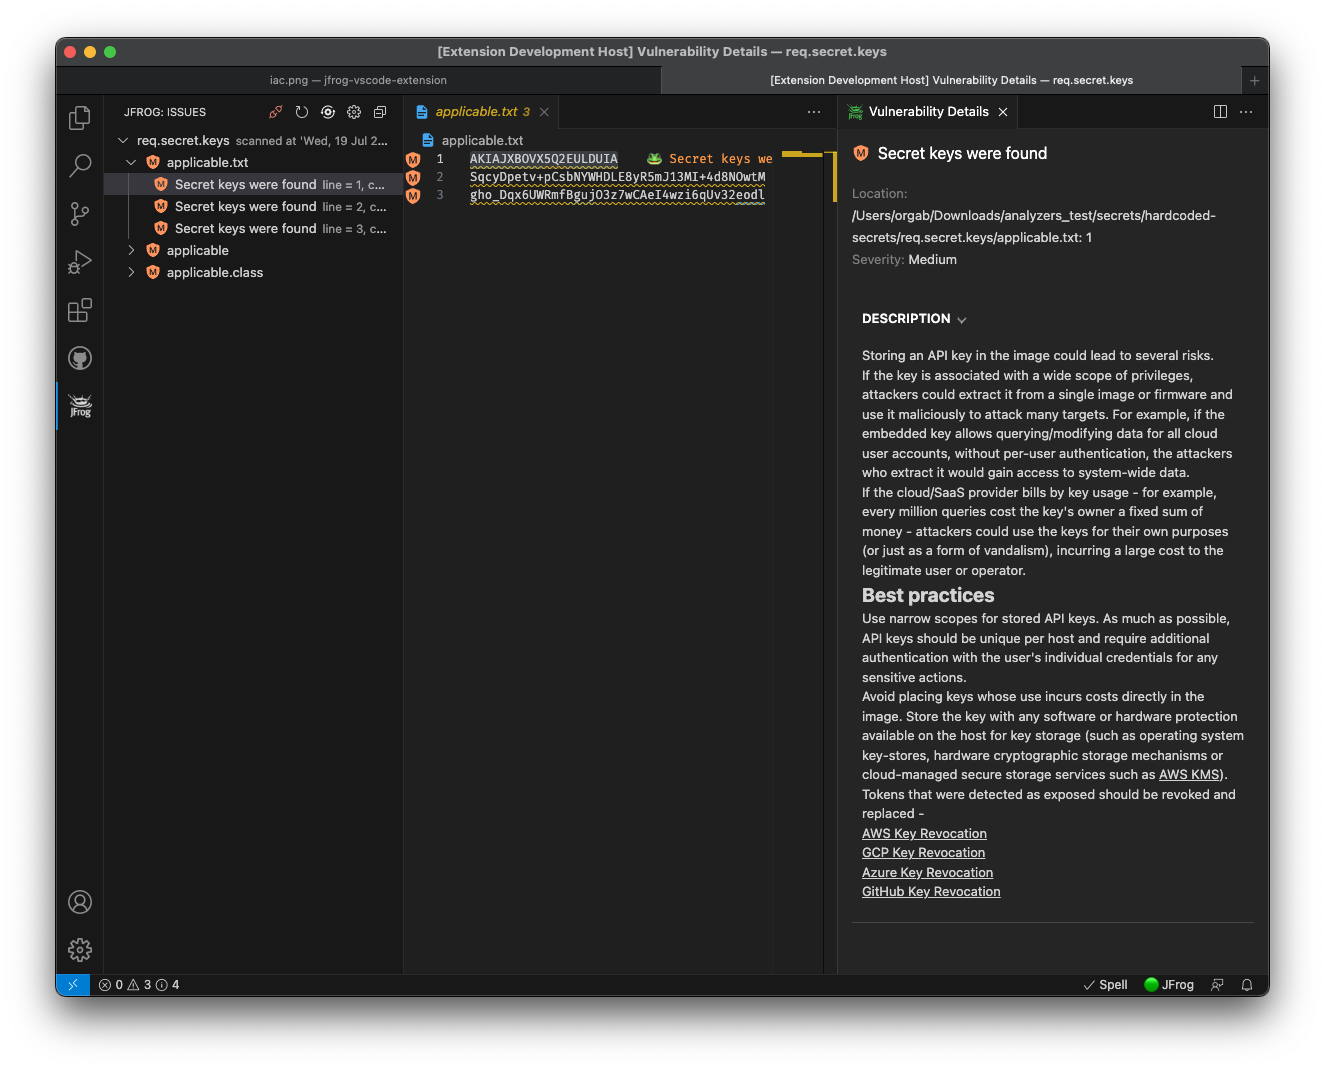 [Extension Development Host] Vulnerability Details — req.secret.keys
iac.png — jfrog-vscode-extension
[Extension Development Host] Vulnerability Details — req.secret.keys
JFROG: ISSUES
req.secret.keys scanned at 'Wed, 19 Jul 2...
applicable.txt
Secret keys were found line = 1, c...
Secret keys were found line = 2, c...
Secret keys were found line = 3, c...
applicable
applicable.class
JFrog
applicable.txt 3
applicable.txt
1 AKIAJXBOVX5Q2EULDUIA Secret keys we
2 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
3 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
Vulnerability Details
Secret keys were found
Location:
/Users/orgab/Downloads/analyzers_test/secrets/hardcoded-
secrets/req.secret.keys/applicable.txt: 1
Severity: Medium
DESCRIPTION
Storing an API key in the image could lead to several risks.
If the key is associated with a wide scope of privileges,
attackers could extract it from a single image or firmware and
use it maliciously to attack many targets. For example, if the
embedded key allows querying/modifying data for all cloud
user accounts, without per-user authentication, the attackers
who extract it would gain access to system-wide data.
If the cloud/SaaS provider bills by key usage - for example,
every million queries cost the key's owner a fixed sum of
money - attackers could use the keys for their own purposes
(or just as a form of vandalism), incurring a large cost to the
legitimate user or operator.
Best practices
Use narrow scopes for stored API keys. As much as possible,
API keys should be unique per host and require additional
authentication with the user's individual credentials for any
sensitive actions.
Avoid placing keys whose use incurs costs directly in the
image. Store the key with any software or hardware protection
available on the host for key storage (such as operating system
key-stores, hardware cryptographic storage mechanisms or
cloud-managed secure storage services such as AWS KMS).
Tokens that were detected as exposed should be revoked and
replaced -
AWS Key Revocation
GCP Key Revocation
Azure Key Revocation
GitHub Key Revocation
0 3 4
Spell
JFrog